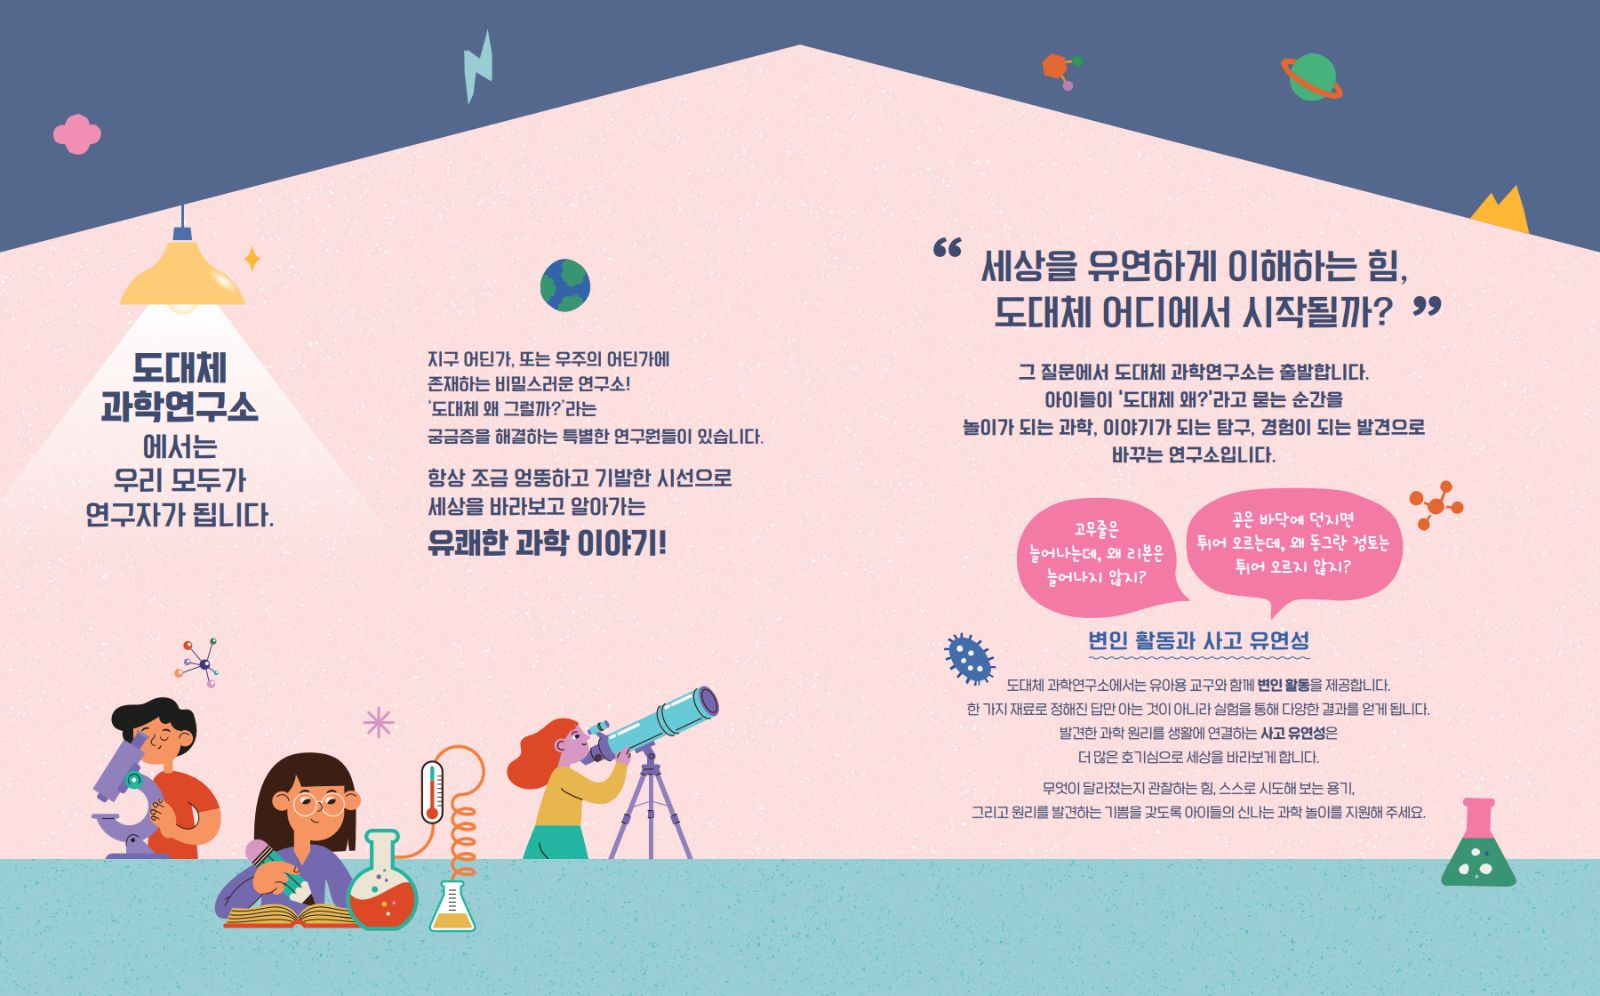 도대체
과학연구소
에서는
우리 모두가
연구자가 됩니다.
지구 어딘가, 또는 우주의 어딘가에
존재하는 비밀스러운 연구소!
‘도대체 왜 그럴까?’라는
궁금증을 해결하는 특별한 연구원들이 있습니다.
항상 조금 엉뚱하고 기발한 시선으로
세상을 바라보고 알아가는
유쾌한 과학 이야기!
“ 세상을 유연하게 이해하는 힘,
도대체 어디에서 시작될까? ”
그 질문에서 도대체 과학연구소는 출발합니다.
아이들이 '도대체 왜?'라고 묻는 순간을
놀이가 되는 과학, 이야기가 되는 탐구, 경험이 되는 발견으로
바꾸는 연구소입니다.
고무줄은
늘어나는데, 왜 리본은
늘어나지 않지?
공은 바닥에 던지면
튀어 오르는데, 왜 동그란 점토는
튀어 오르지 않지?
변인 활동과 사고 유연성
도대체 과학연구소에서는 유아용 교구와 함께 변인 활동을 제공합니다.
한 가지 재료로 정해진 답만 아는 것이 아니라 실험을 통해 다양한 결과를 얻게 됩니다.
발견한 과학 원리를 생활에 연결하는 사고 유연성은
더 많은 호기심으로 세상을 바라보게 합니다.
무엇이 달라졌는지 관찰하는 힘, 스스로 시도해 보는 용기,
그리고 원리를 발견하는 기쁨을 갖도록 아이들의 신나는 과학 놀이를 지원해 주세요.